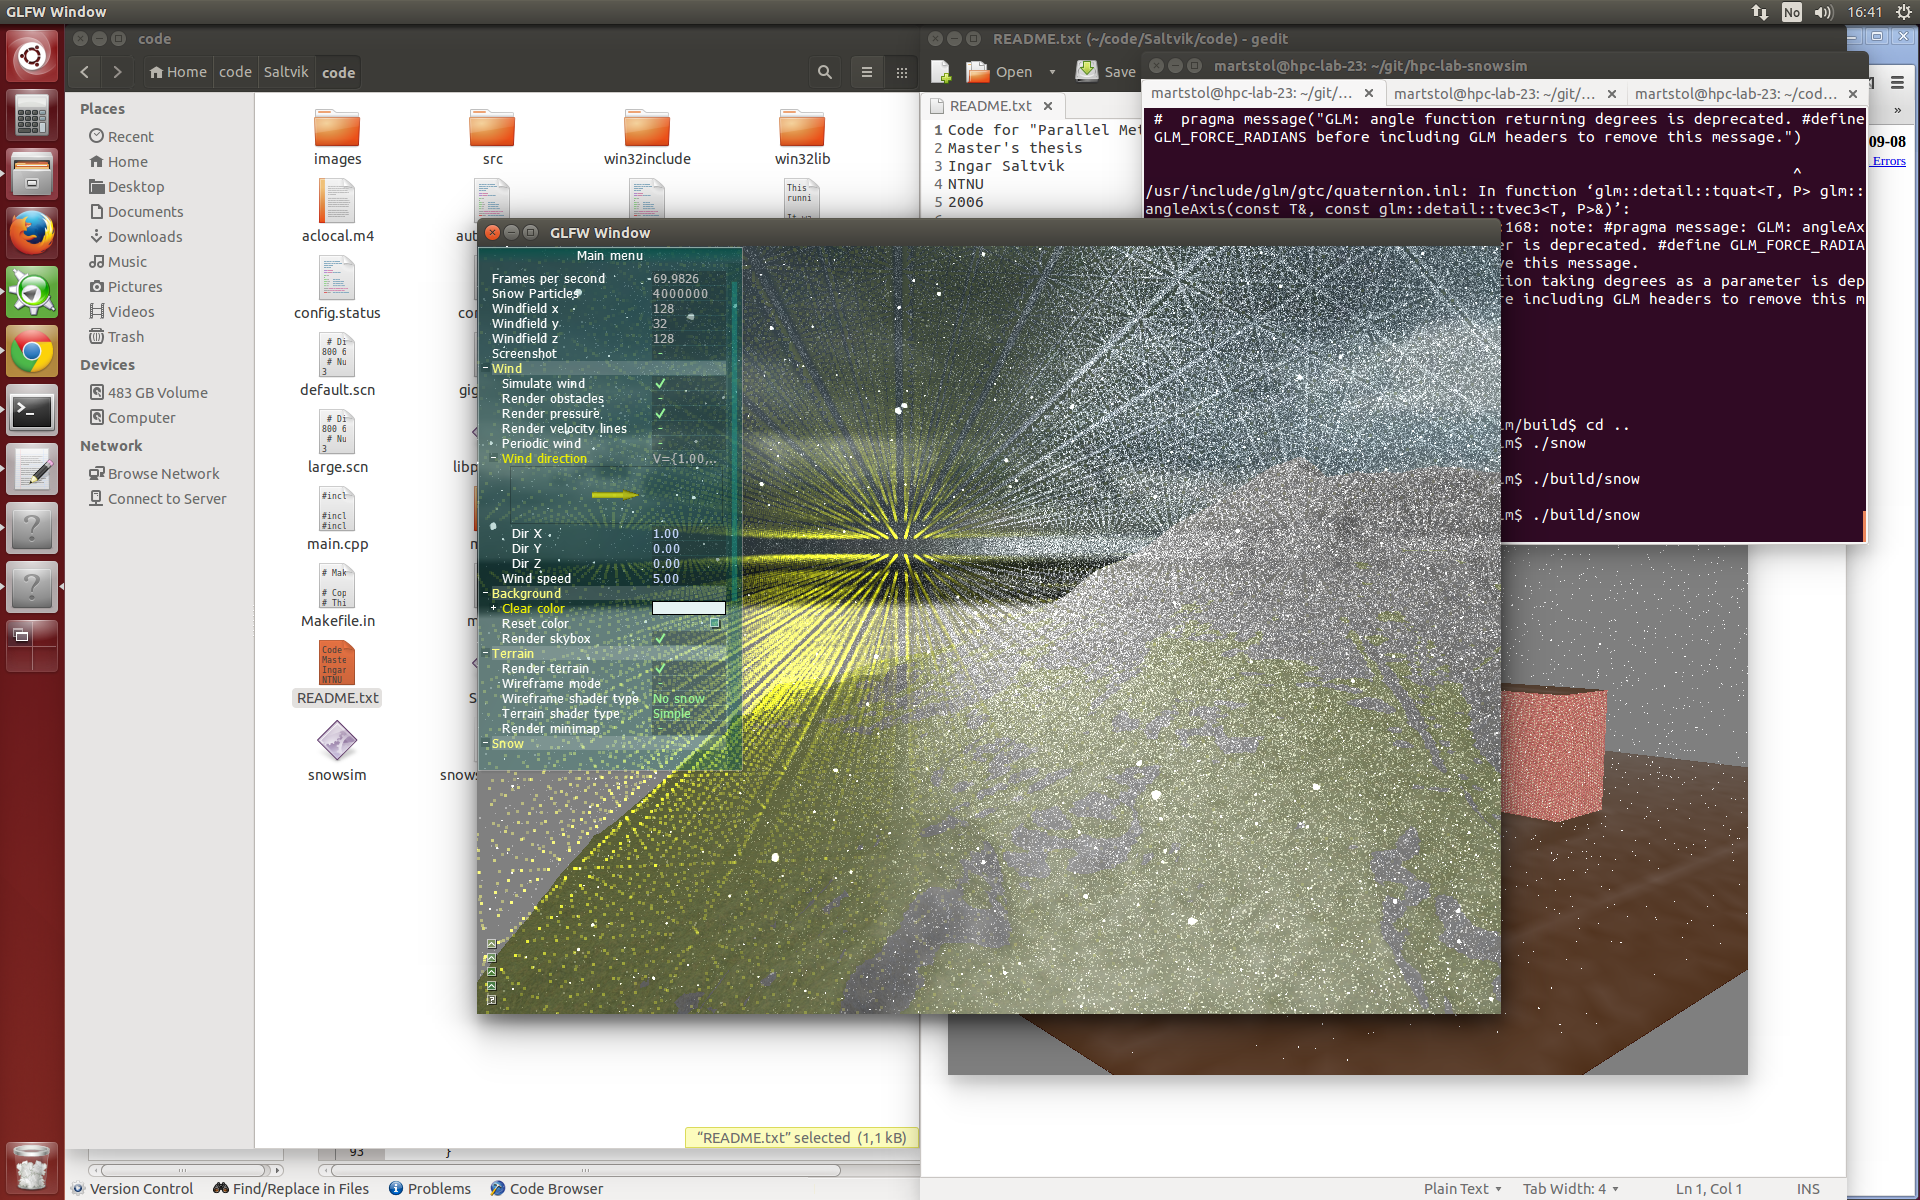 GLFW Window
No
16:41
code
Home
code
Saltvik
code
Places
Recent
Home
Desktop
Documents
Downloads
Music
Pictures
Videos
Trash
Devices
483 GB Volume
Computer
Network
Browse Network
Connect to Server
images
src
win32include
win32lib
aclocal.m4
config.status
default.scn
large.scn
main.cpp
Makefile.in
README.txt
snowsim
"README.txt" selected (1,1 kB)
README.txt (~/code/Saltvik/code) - gedit
Open
Save
README.txt
1 Code for "Parallel Met
2 Master's thesis
3 Ingar Saltvik
4 NTNU
5 2006
martstol@hpc-lab-23: ~/git/hpc-lab-snowsim
martstol@hpc-lab-23: ~/git/...
martstol@hpc-lab-23: ~/git/...
martstol@hpc-lab-23: ~/cod...
#  pragma message("GLM: angle function returning degrees is deprecated. #define
GLM_FORCE_RADIANS before including GLM headers to remove this message.")
^
/usr/include/glm/gtc/quaternion.inl: In function ‘glm::detail::tquat<T, P> glm::
angleAxis(const T&, const glm::detail::tvec3<T, P>&)’:
:168: note: #pragma message: GLM: angleAx
r is deprecated. #define GLM_FORCE_RADIA
ve this message.
tion taking degrees as a parameter is dep
re including GLM headers to remove this m
im/build$ cd ..
im$ ./snow
im$ ./build/snow
im$ ./build/snow
09-08
Errors
GLFW Window
Main menu
Frames per second 69.9826
Snow Particles 4000000
Windfield x 128
Windfield y 32
Windfield z 128
Screenshot -
- Wind
Simulate wind ✓
Render obstacles -
Render pressure ✓
Render velocity lines -
Periodic wind -
- Wind direction V={1.00,...
Dir X 1.00
Dir Y 0.00
Dir Z 0.00
Wind speed 5.00
- Background
+ Clear color
Reset color
Render skybox ✓
- Terrain
Render terrain ✓
Wireframe mode -
Wireframe shader type No snow
Terrain shader type Simple
Render minimap -
- Snow
93 }
Version Control
Find/Replace in Files
Problems
Code Browser
Plain Text
Tab Width: 4
Ln 1, Col 1
INS